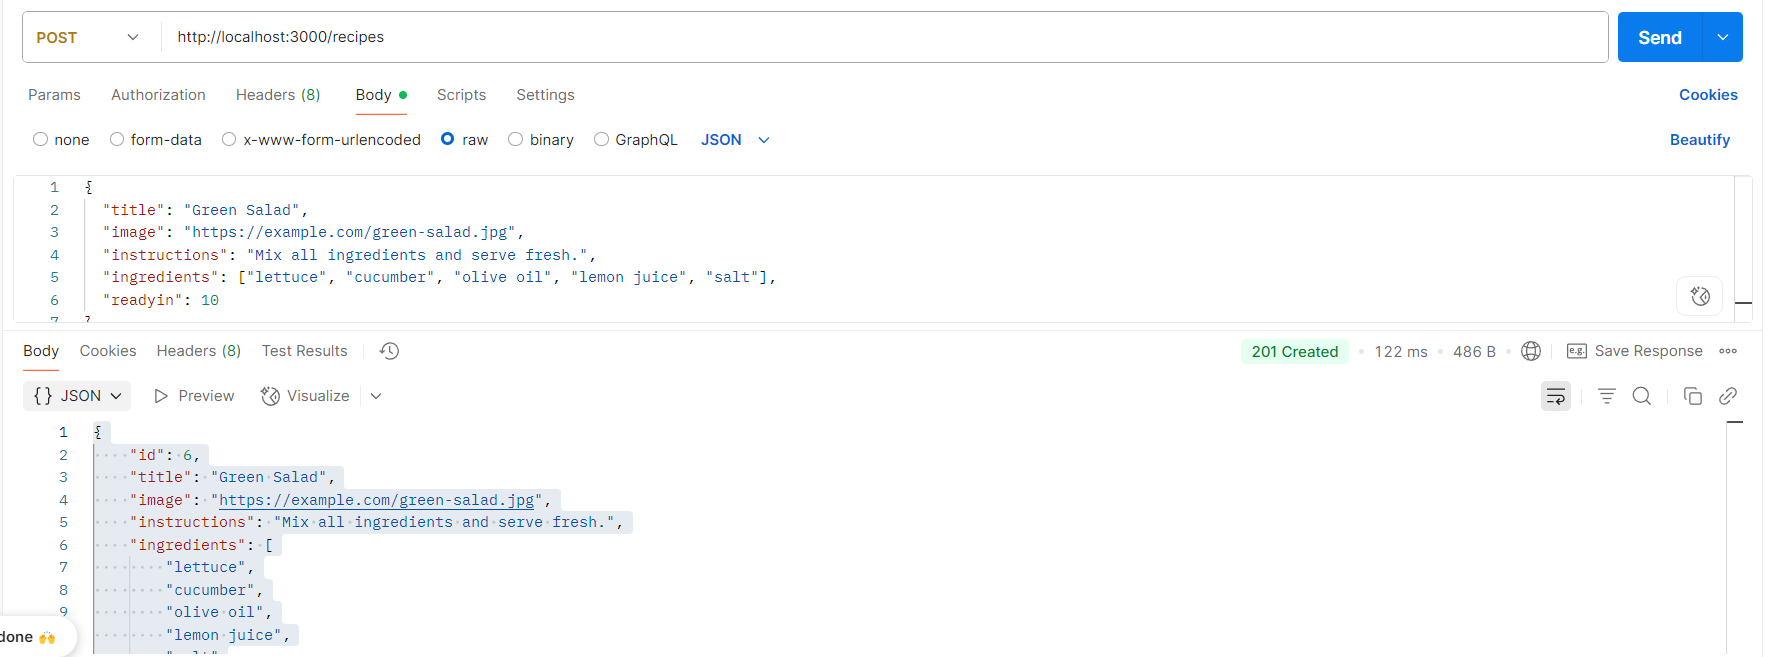 POST http://localhost:3000/recipes Send
Params Authorization Headers (8) Body Scripts Settings Cookies
none form-data x-www-form-urlencoded raw binary GraphQL JSON Beautify
1 {
2 "title": "Green Salad",
3 "image": "https://example.com/green-salad.jpg",
4 "instructions": "Mix all ingredients and serve fresh.",
5 "ingredients": ["lettuce", "cucumber", "olive oil", "lemon juice", "salt"],
6 "readyin": 10
7 }
Body Cookies Headers (8) Test Results 201 Created 122 ms 486 B e.g. Save Response
{} JSON Preview Visualize
1 {
2 "id": 6,
3 "title": "Green Salad",
4 "image": "https://example.com/green-salad.jpg",
5 "instructions": "Mix all ingredients and serve fresh.",
6 "ingredients": [
7 "lettuce",
8 "cucumber",
9 "olive oil",
done 🙌 "lemon juice",